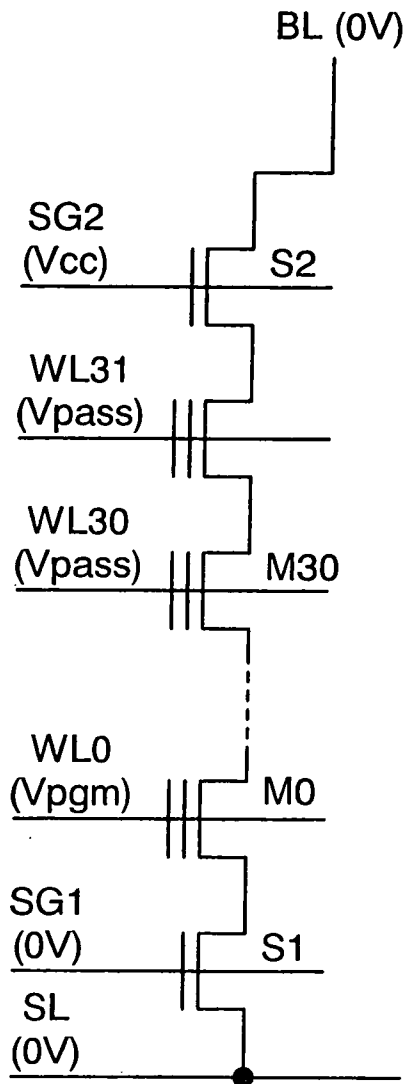 BL (0V)
SG2
(Vcc)
S2
WL31
(Vpass)
WL30
(Vpass)
M30
WL0
(Vpgm)
M0
SG1
(0V)
S1
SL
(0V)